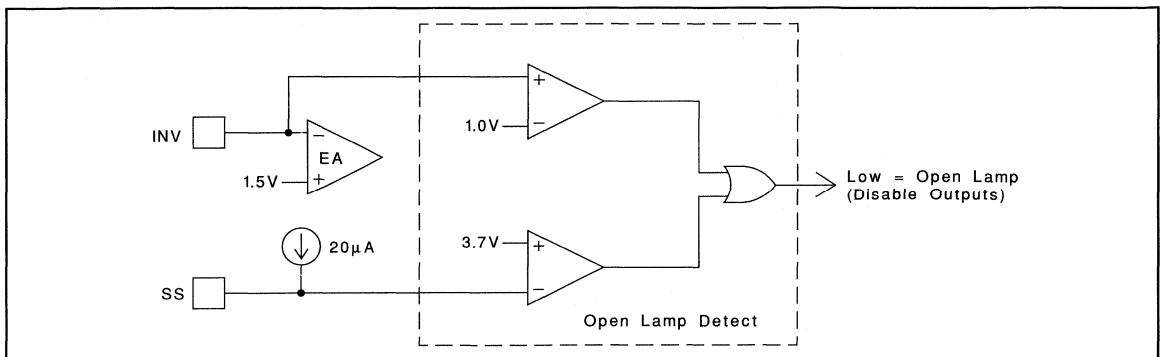 INV
EA
1.5V
1.0V
Low = Open Lamp
(Disable Outputs)
20µA
3.7V
SS
Open Lamp Detect